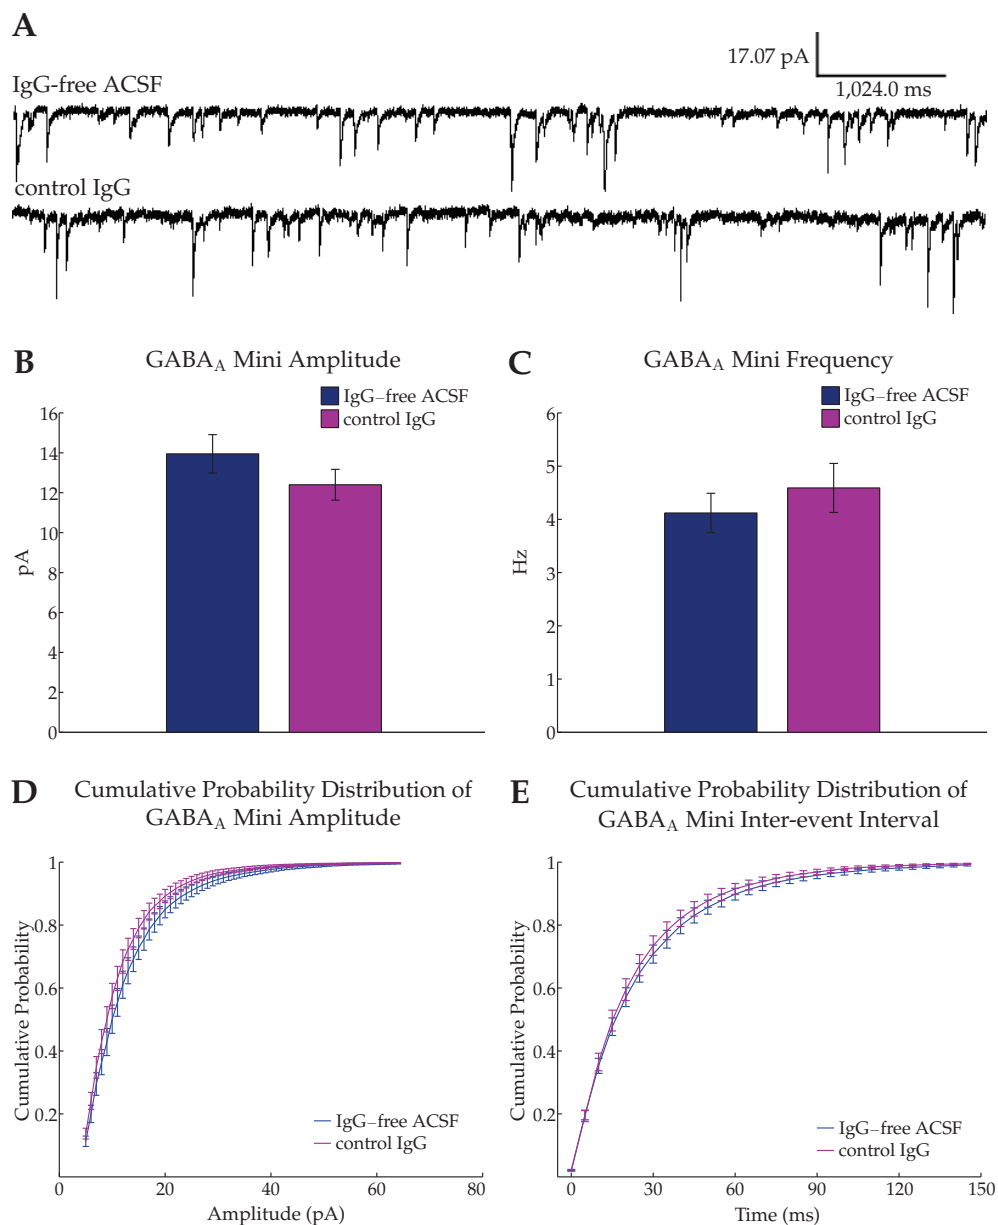 A
17.07 pA
1,024.0 ms
IgG-free ACSF
control IgG
B
GABA_A Mini Amplitude
IgG–free ACSF
control IgG
16
14
12
10
8
6
4
2
0
pA
C
GABA_A Mini Frequency
IgG–free ACSF
control IgG
6
5
4
3
2
1
0
Hz
D
Cumulative Probability Distribution of
GABA_A Mini Amplitude
1
0.8
0.6
0.4
0.2
Cumulative Probability
IgG–free ACSF
control IgG
0 20 40 60 80
Amplitude (pA)
E
Cumulative Probability Distribution of
GABA_A Mini Inter-event Interval
1
0.8
0.6
0.4
0.2
Cumulative Probability
IgG–free ACSF
control IgG
0 30 60 90 120 150
Time (ms)